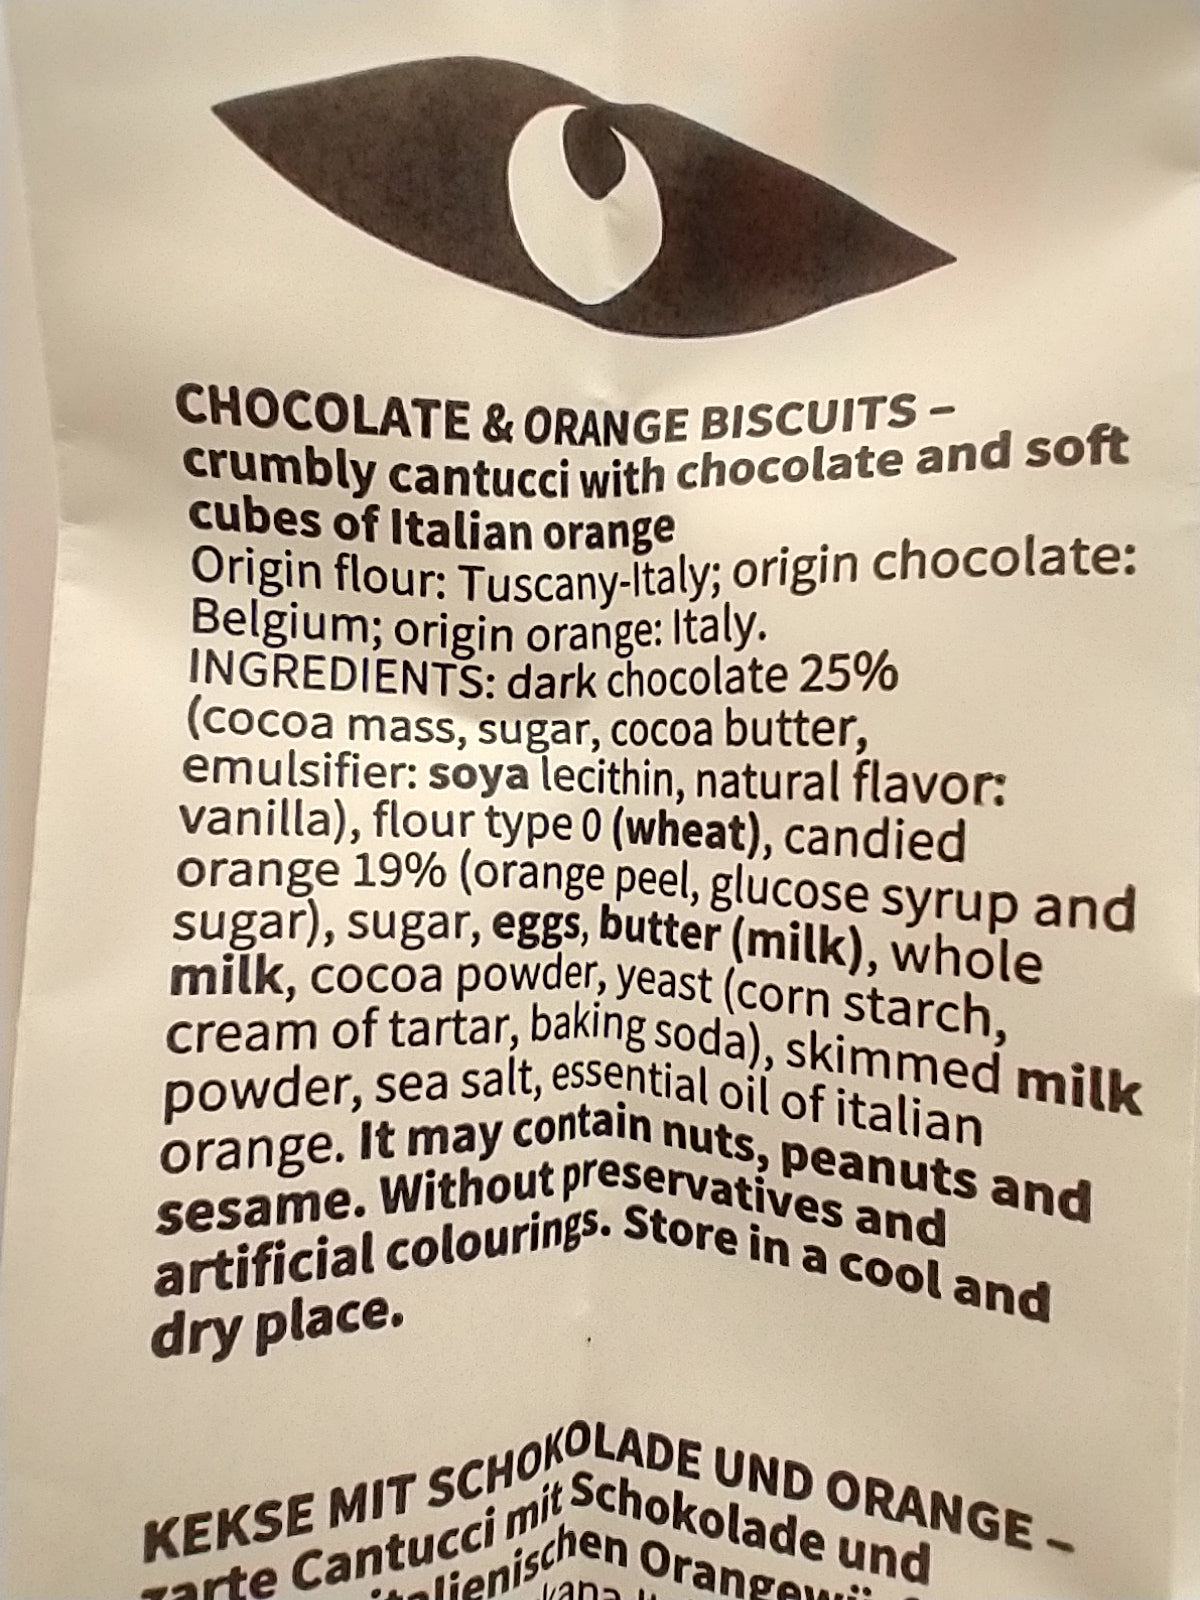 CHOCOLATE & ORANGE BISCUITS –
crumbly cantucci with chocolate and soft
cubes of Italian orange
Origin flour: Tuscany-Italy; origin chocolate:
Belgium; origin orange: Italy.
INGREDIENTS: dark chocolate 25%
(cocoa mass, sugar, cocoa butter,
emulsifier: soya lecithin, natural flavor:
vanilla), flour type 0 (wheat), candied
orange 19% (orange peel, glucose syrup and
sugar), sugar, eggs, butter (milk), whole
milk, cocoa powder, yeast (corn starch,
cream of tartar, baking soda), skimmed milk
powder, sea salt, essential oil of italian
orange. It may contain nuts, peanuts and
sesame. Without preservatives and
artificial colourings. Store in a cool and
dry place.
KEKSE MIT SCHOKOLADE UND ORANGE –
zarte Cantucci mit Schokolade und
italienischen